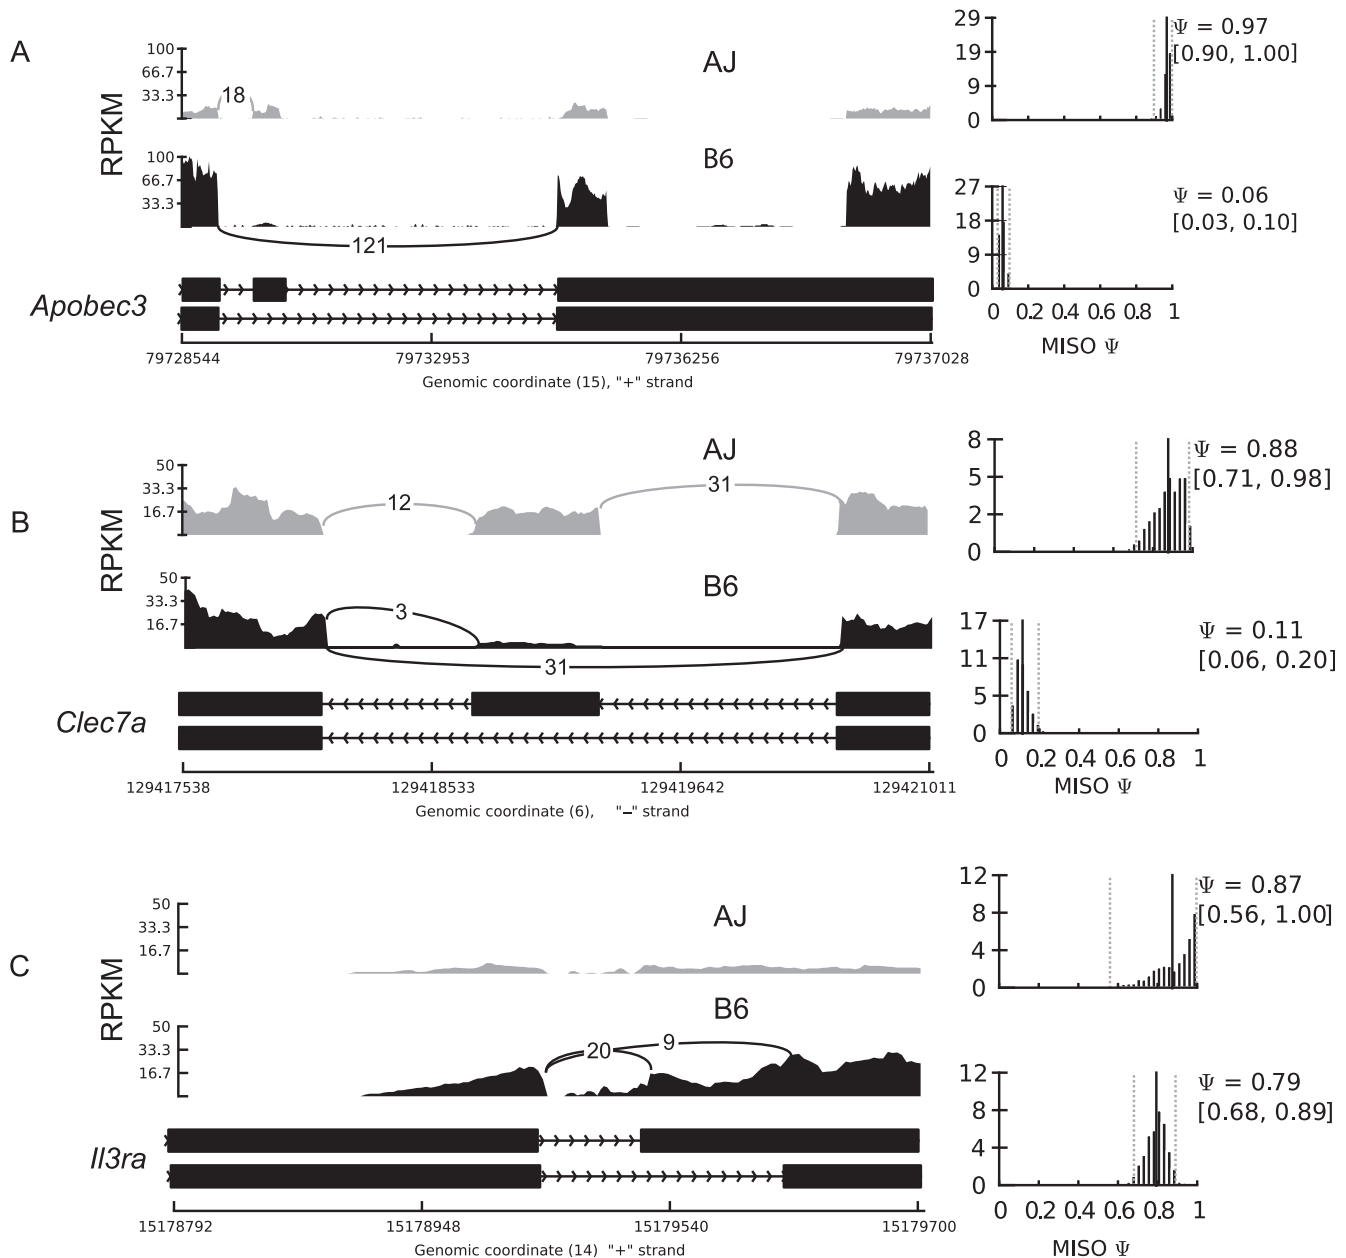 A
RPKM
100
66.7
33.3
0
18
AJ
100
66.7
33.3
0
B6
121
Apobec3
79728544 79732953 79736256 79737028
Genomic coordinate (15), "+" strand
29
19
9
0
Ψ = 0.97
[0.90, 1.00]
27
18
9
0
Ψ = 0.06
[0.03, 0.10]
0 0.2 0.4 0.6 0.8 1
MISO Ψ
B
RPKM
50
33.3
16.7
0
12
AJ
31
50
33.3
16.7
0
B6
3
31
Clec7a
129417538 129418533 129419642 129421011
Genomic coordinate (6), "–" strand
8
5
2
0
Ψ = 0.88
[0.71, 0.98]
17
11
5
0
Ψ = 0.11
[0.06, 0.20]
0 0.2 0.4 0.6 0.8 1
MISO Ψ
C
RPKM
50
33.3
16.7
0
AJ
50
33.3
16.7
0
B6
20
9
Il3ra
15178792 15178948 15179540 15179700
Genomic coordinate (14) "+" strand
12
8
4
0
Ψ = 0.87
[0.56, 1.00]
12
8
4
0
Ψ = 0.79
[0.68, 0.89]
0 0.2 0.4 0.6 0.8 1
MISO Ψ